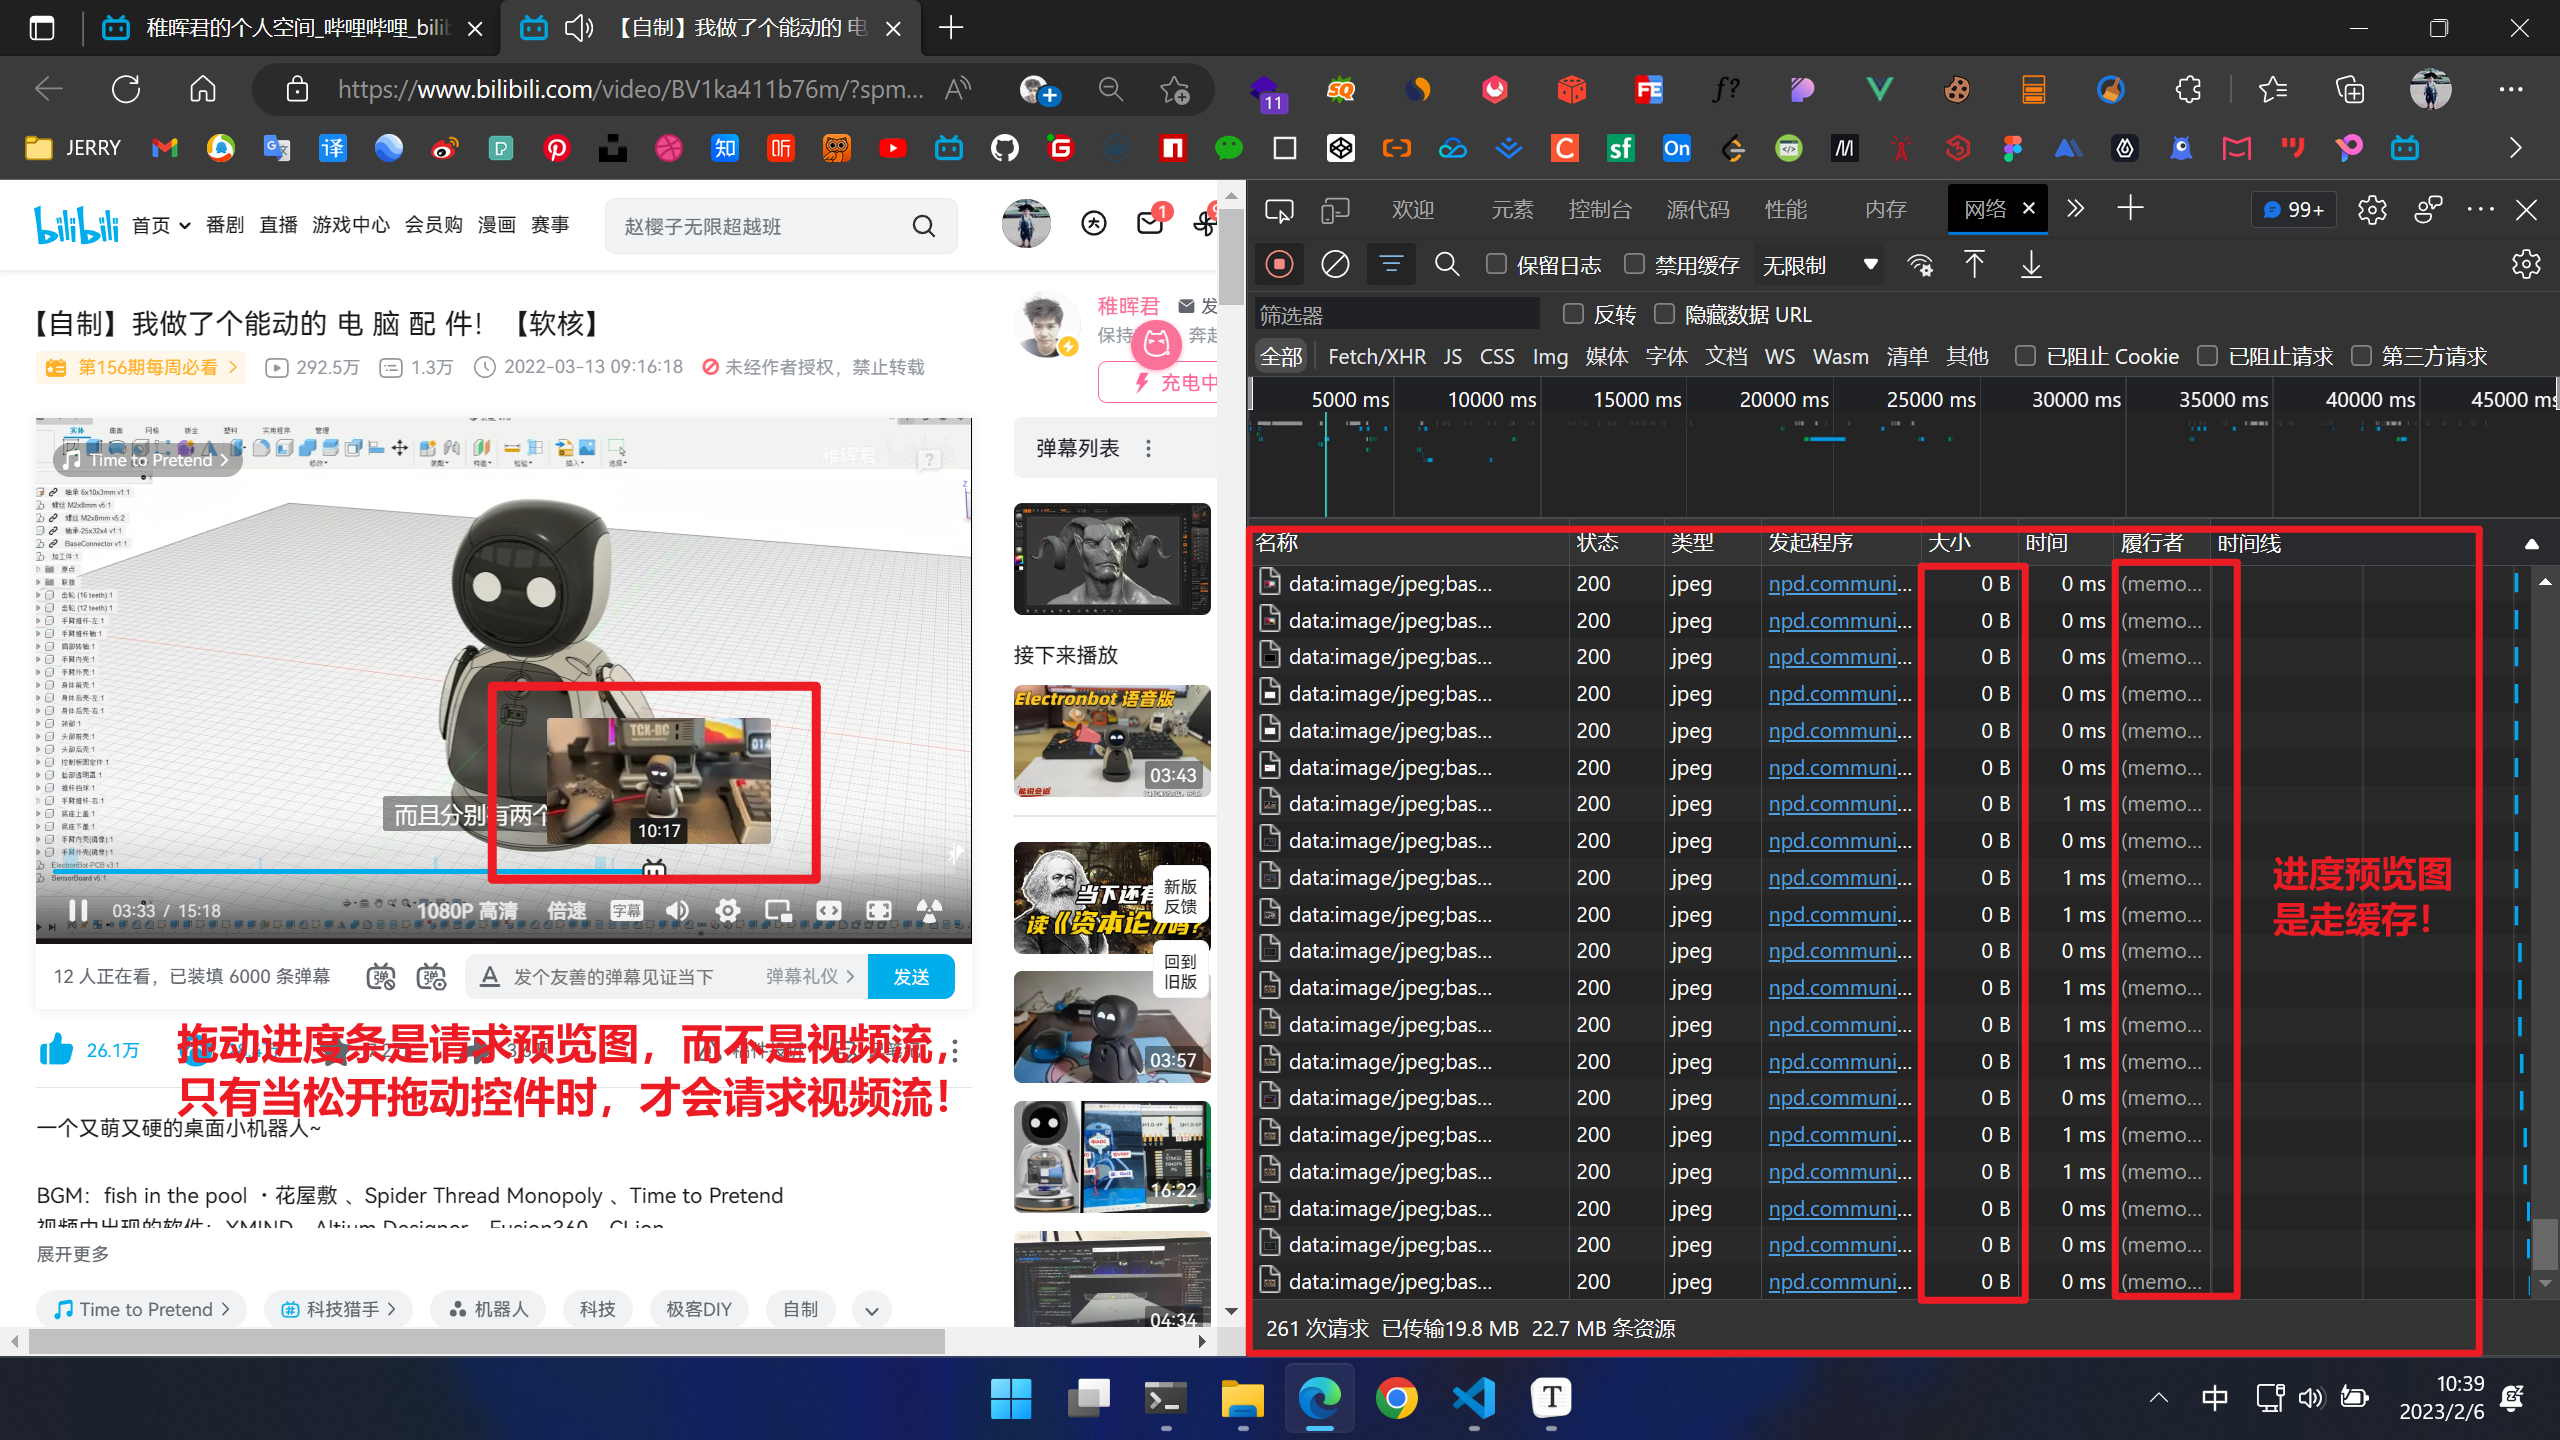 稚晖君的个人空间_哔哩哔哩_bilib
【自制】我做了个能动的 电
https://www.bilibili.com/video/BV1ka411b76m/?spm...
11
JERRY
首页
番剧
直播
游戏中心
会员购
漫画
赛事
赵樱子无限超越班
1
【自制】我做了个能动的 电 脑 配 件！【软核】
第156期每周必看 >
292.5万
1.3万
2022-03-13 09:16:18
未经作者授权，禁止转载
稚晖君
发
保持
奔赴
充电中
弹幕列表
Time to Pretend >
稚晖君
而且分别有两个
10:17
03:33 / 15:18
1080P 高清
倍速
字幕
12 人正在看，已装填 6000 条弹幕
发个友善的弹幕见证当下
弹幕礼仪 >
发送
26.1万
拖动进度条是请求预览图，而不是视频流，
只有当松开拖动控件时，才会请求视频流！
一个又萌又硬的桌面小机器人~
BGM：fish in the pool ・花屋敷 、Spider Thread Monopoly 、Time to Pretend
视频中出现的软件：XMIND、Altium Designer、Fusion360、CLion
展开更多
Time to Pretend >
科技猎手 >
机器人
科技
极客DIY
自制
接下来播放
Electronbot 语音版
03:43
当下还有
读《资本论》吗?
新版
反馈
回到
旧版
03:57
16:22
04:34
欢迎
元素
控制台
源代码
性能
内存
网络
99+
保留日志
禁用缓存
无限制
筛选器
反转
隐藏数据 URL
全部
Fetch/XHR
JS
CSS
Img
媒体
字体
文档
WS
Wasm
清单
其他
已阻止 Cookie
已阻止请求
第三方请求
5000 ms
10000 ms
15000 ms
20000 ms
25000 ms
30000 ms
35000 ms
40000 ms
45000 ms
名称 状态 类型 发起程序 大小 时间 履行者 时间线
data:image/jpeg;bas... 200 jpeg npd.communi... 0 B 0 ms (memo...
data:image/jpeg;bas... 200 jpeg npd.communi... 0 B 0 ms (memo...
data:image/jpeg;bas... 200 jpeg npd.communi... 0 B 0 ms (memo...
data:image/jpeg;bas... 200 jpeg npd.communi... 0 B 0 ms (memo...
data:image/jpeg;bas... 200 jpeg npd.communi... 0 B 0 ms (memo...
data:image/jpeg;bas... 200 jpeg npd.communi... 0 B 0 ms (memo...
data:image/jpeg;bas... 200 jpeg npd.communi... 0 B 1 ms (memo...
data:image/jpeg;bas... 200 jpeg npd.communi... 0 B 0 ms (memo...
data:image/jpeg;bas... 200 jpeg npd.communi... 0 B 1 ms (memo...
data:image/jpeg;bas... 200 jpeg npd.communi... 0 B 1 ms (memo...
data:image/jpeg;bas... 200 jpeg npd.communi... 0 B 0 ms (memo...
data:image/jpeg;bas... 200 jpeg npd.communi... 0 B 1 ms (memo...
data:image/jpeg;bas... 200 jpeg npd.communi... 0 B 1 ms (memo...
data:image/jpeg;bas... 200 jpeg npd.communi... 0 B 1 ms (memo...
data:image/jpeg;bas... 200 jpeg npd.communi... 0 B 0 ms (memo...
data:image/jpeg;bas... 200 jpeg npd.communi... 0 B 1 ms (memo...
data:image/jpeg;bas... 200 jpeg npd.communi... 0 B 1 ms (memo...
data:image/jpeg;bas... 200 jpeg npd.communi... 0 B 0 ms (memo...
data:image/jpeg;bas... 200 jpeg npd.communi... 0 B 0 ms (memo...
data:image/jpeg;bas... 200 jpeg npd.communi... 0 B 0 ms (memo...
进度预览图
是走缓存！
261 次请求 已传输19.8 MB 22.7 MB 条资源
中
10:39
2023/2/6